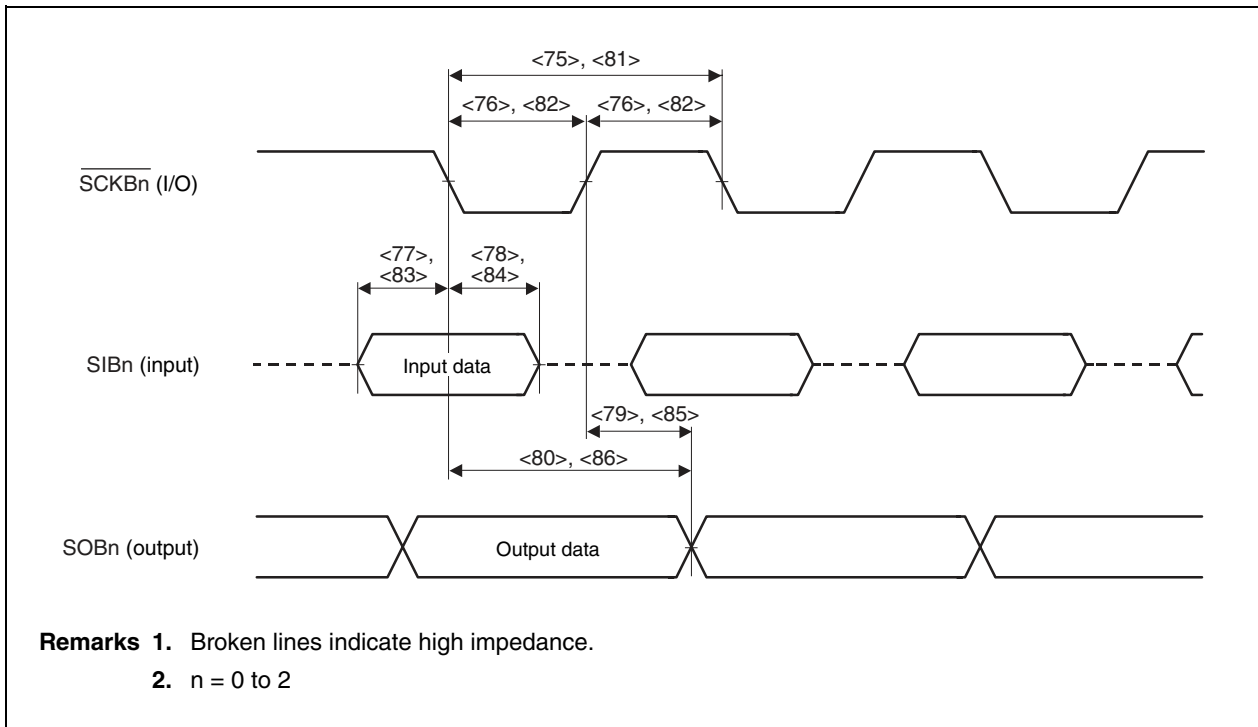 <75>, <81>
<76>, <82> <76>, <82>
SCKBn (I/O)
<77>, <78>,
<83> <84>
SIBn (input)
Input data
<79>, <85>
<80>, <86>
SOBn (output)
Output data
Remarks 1. Broken lines indicate high impedance.
2. n = 0 to 2